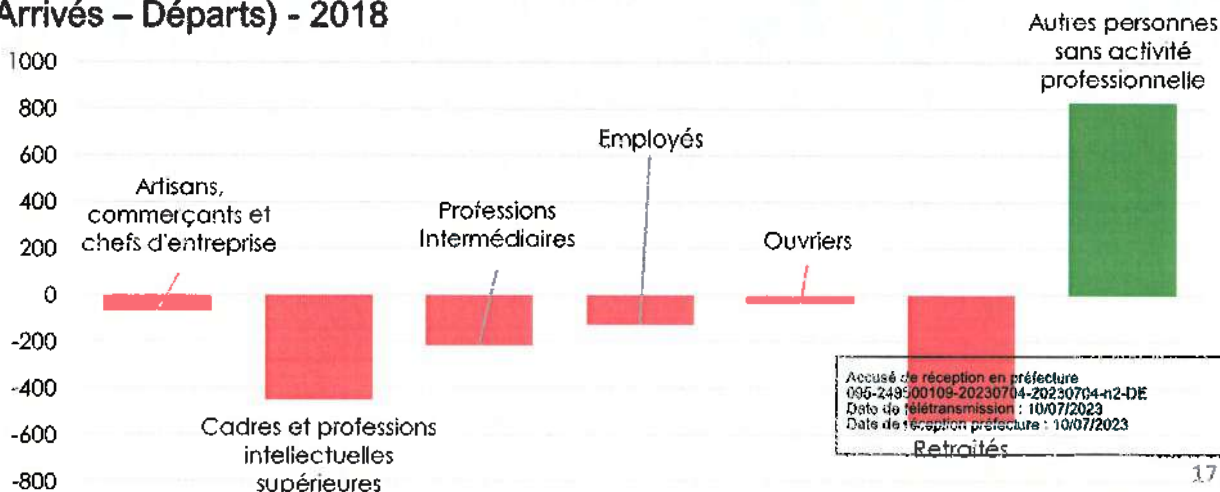 Arrivés – Départs) - 2018
Autres personnes
sans activité
professionnelle
1000
800
600
400
200
0
-200
-400
-600
-800
Artisans,
commerçants et
chefs d'entreprise
Cadres et professions
intellectuelles
supérieures
Professions
Intermédiaires
Employés
Ouvriers
Retraités
Accusé de réception en préfecture
095-249500109-20230704-20230704-n2-DE
Date de télétransmission : 10/07/2023
Date de réception préfecture : 10/07/2023
17